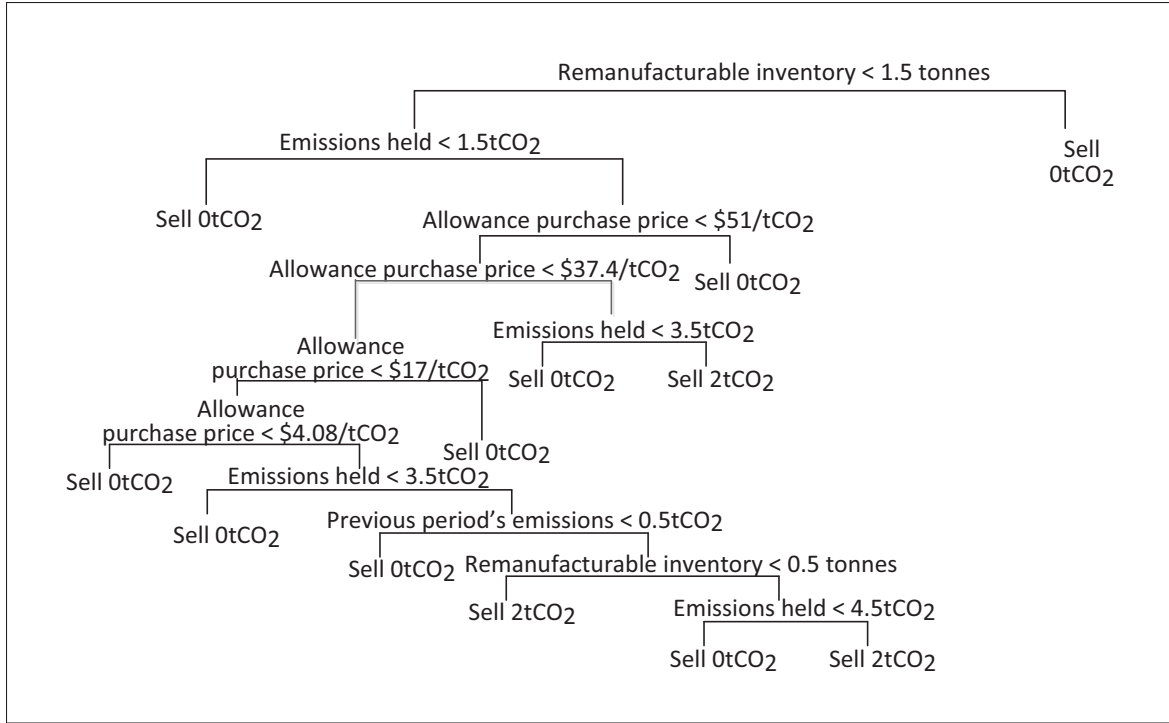 Remanufacturable inventory < 1.5 tonnes
Emissions held < 1.5tCO2
Sell
0tCO2
Sell 0tCO2
Allowance purchase price < $51/tCO2
Allowance purchase price < $37.4/tCO2
Sell 0tCO2
Emissions held < 3.5tCO2
Allowance
purchase price < $17/tCO2
Sell 0tCO2
Sell 2tCO2
Allowance
purchase price < $4.08/tCO2
Sell 0tCO2
Sell 0tCO2
Emissions held < 3.5tCO2
Sell 0tCO2
Previous period’s emissions < 0.5tCO2
Sell 0tCO2
Remanufacturable inventory < 0.5 tonnes
Sell 2tCO2
Emissions held < 4.5tCO2
Sell 0tCO2
Sell 2tCO2